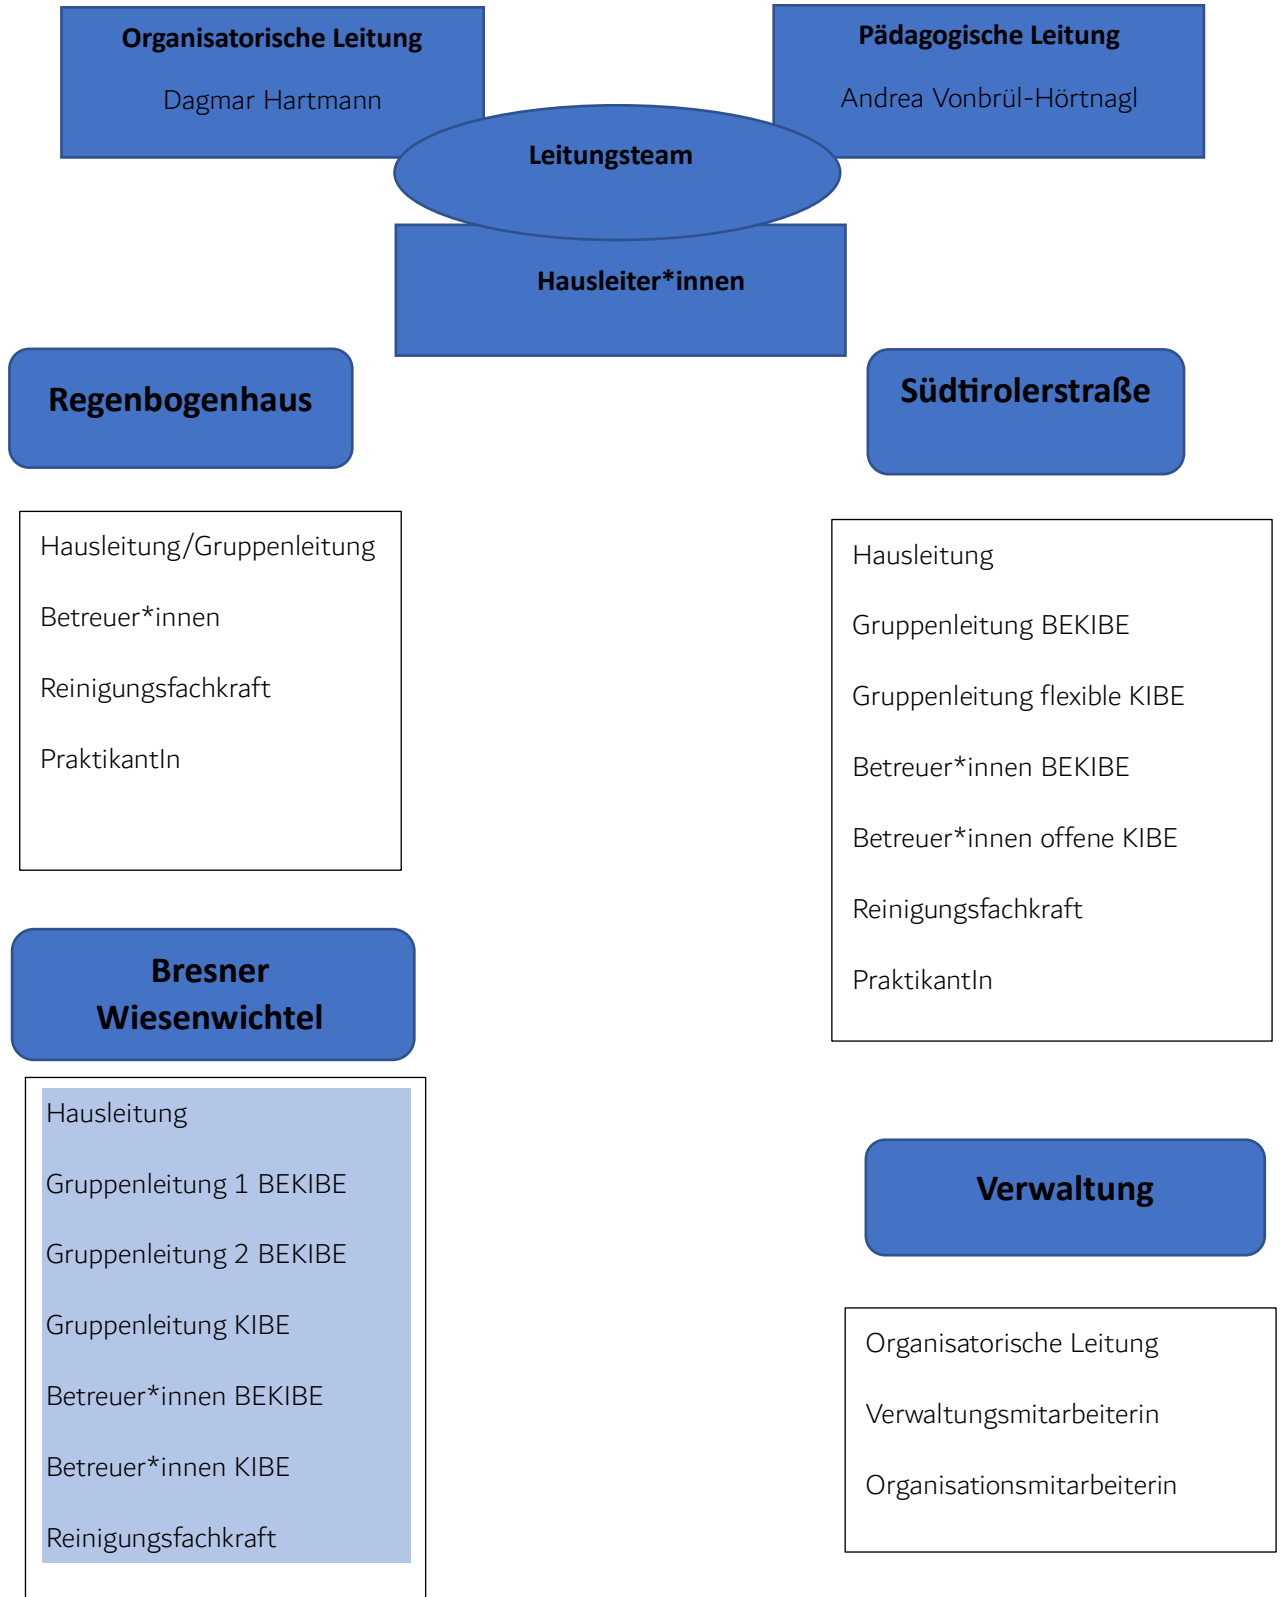 Organisatorische Leitung
Dagmar Hartmann
Pädagogische Leitung
Andrea Vonbrül-Hörtnagl
Leitungsteam
Hausleiter*innen
Regenbogenhaus
Hausleitung/Gruppenleitung
Betreuer*innen
Reinigungsfachkraft
PraktikantIn
Südtirolerstraße
Hausleitung
Gruppenleitung BEKIBE
Gruppenleitung flexible KIBE
Betreuer*innen BEKIBE
Betreuer*innen offene KIBE
Reinigungsfachkraft
PraktikantIn
Bresner
Wiesenwichtel
Hausleitung
Gruppenleitung 1 BEKIBE
Gruppenleitung 2 BEKIBE
Gruppenleitung KIBE
Betreuer*innen BEKIBE
Betreuer*innen KIBE
Reinigungsfachkraft
Verwaltung
Organisatorische Leitung
Verwaltungsmitarbeiterin
Organisationsmitarbeiterin